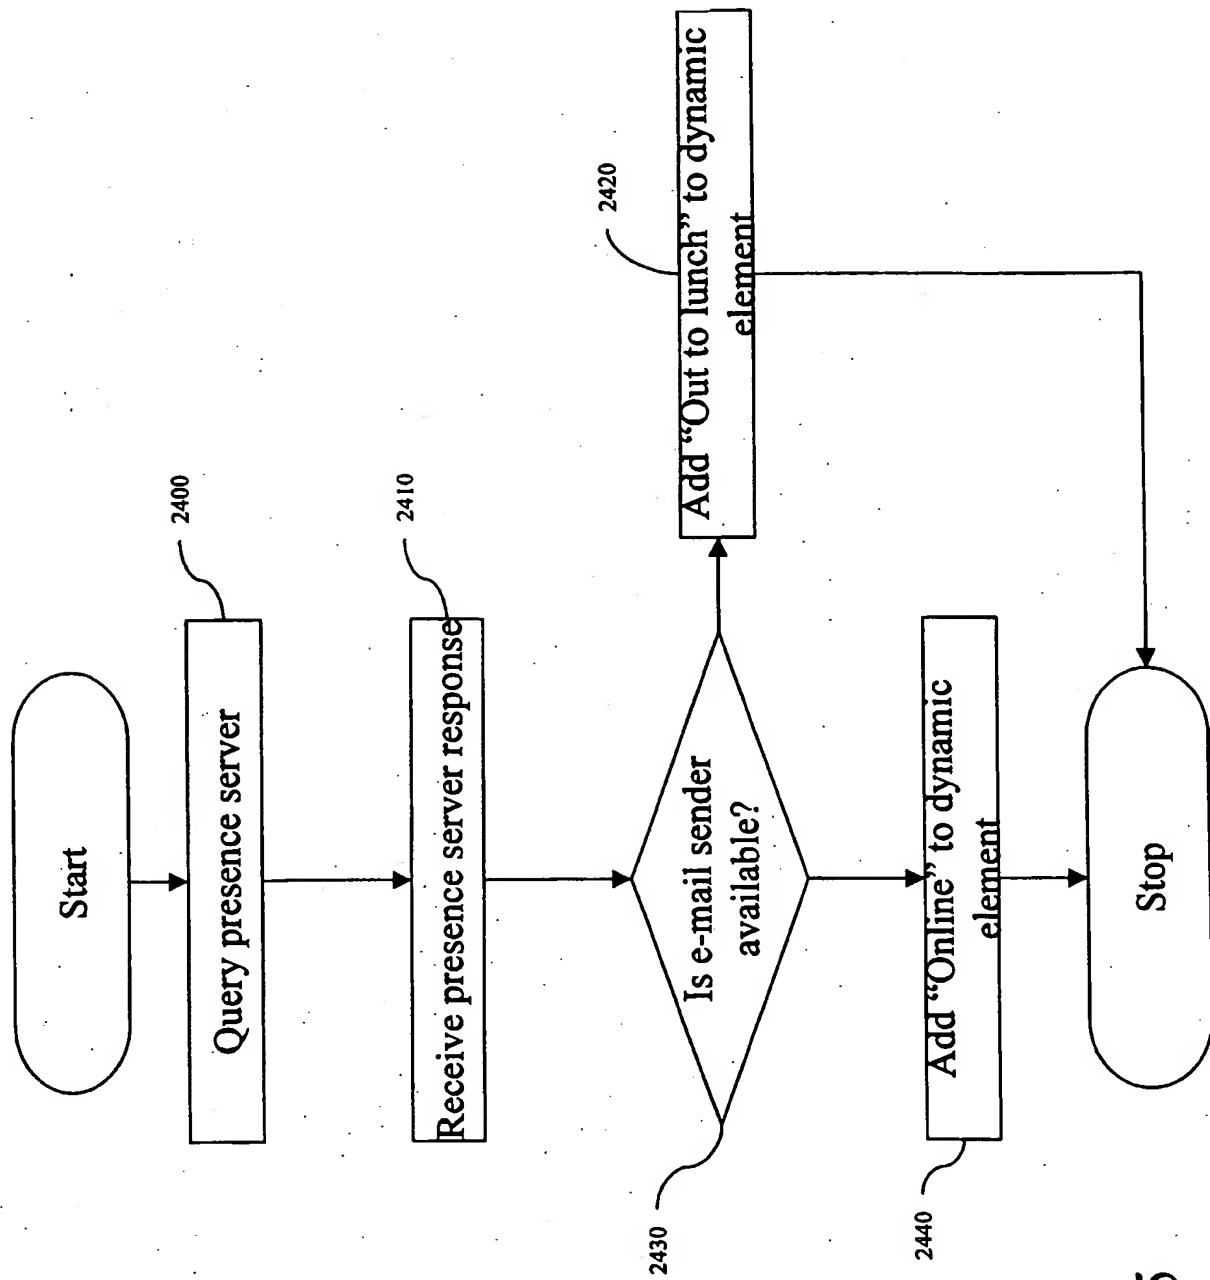 Start
2400
Query presence server
2410
Receive presence server response
2430
Is e-mail sender
available?
2420
Add “Out to lunch” to dynamic
element
2440
Add “Online” to dynamic
element
Stop